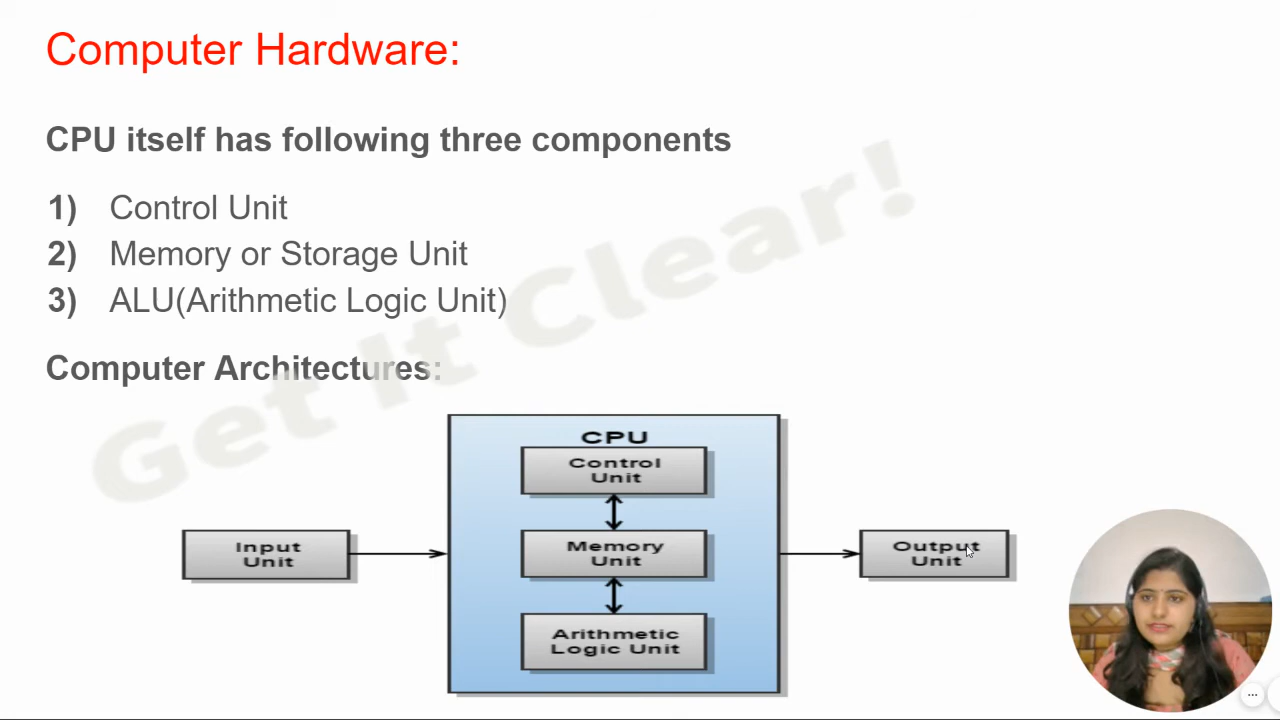 Computer Hardware:
CPU itself has following three components
1) Control Unit
2) Memory or Storage Unit
3) ALU(Arithmetic Logic Unit)
Computer Architectures:
Get It Clear!
CPU
Control
Unit
Input
Unit
Memory
Unit
Output
Unit
Arithmetic
Logic Unit